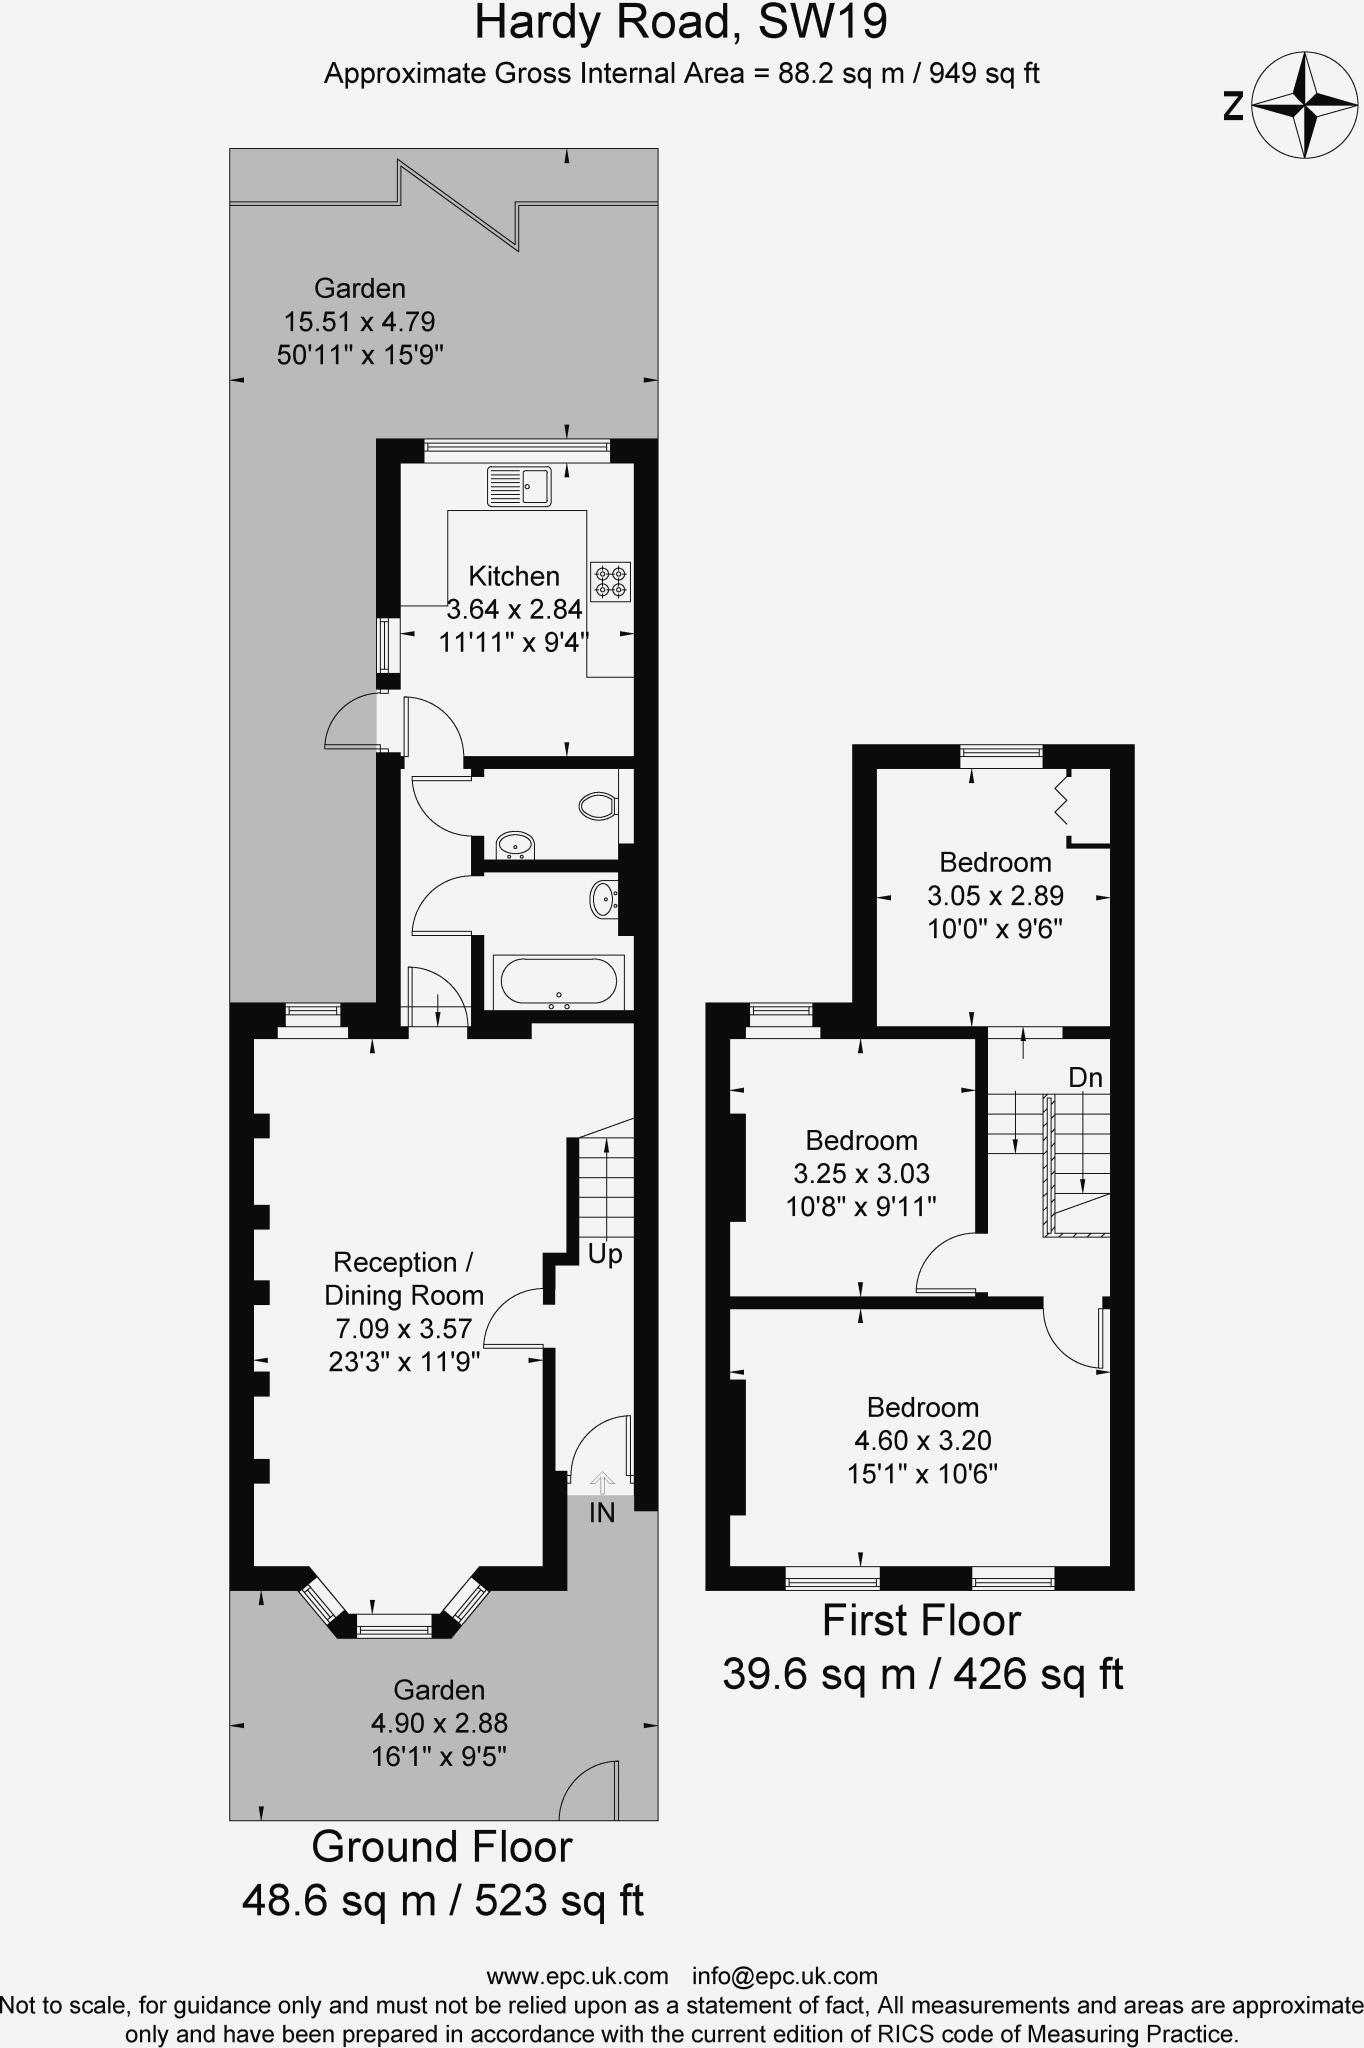 Hardy Road, SW19
Approximate Gross Internal Area = 88.2 sq m / 949 sq ft
N
Garden
15.51 x 4.79
50'11" x 15'9"
Kitchen
3.64 x 2.84
11'11" x 9'4"
Bedroom
3.05 x 2.89
10'0" x 9'6"
Dn
Bedroom
3.25 x 3.03
10'8" x 9'11"
Up
Reception /
Dining Room
7.09 x 3.57
23'3" x 11'9"
Bedroom
4.60 x 3.20
15'1" x 10'6"
IN
First Floor
39.6 sq m / 426 sq ft
Garden
4.90 x 2.88
16'1" x 9'5"
Ground Floor
48.6 sq m / 523 sq ft
www.epc.uk.com info@epc.uk.com
Not to scale, for guidance only and must not be relied upon as a statement of fact, All measurements and areas are approximate
only and have been prepared in accordance with the current edition of RICS code of Measuring Practice.